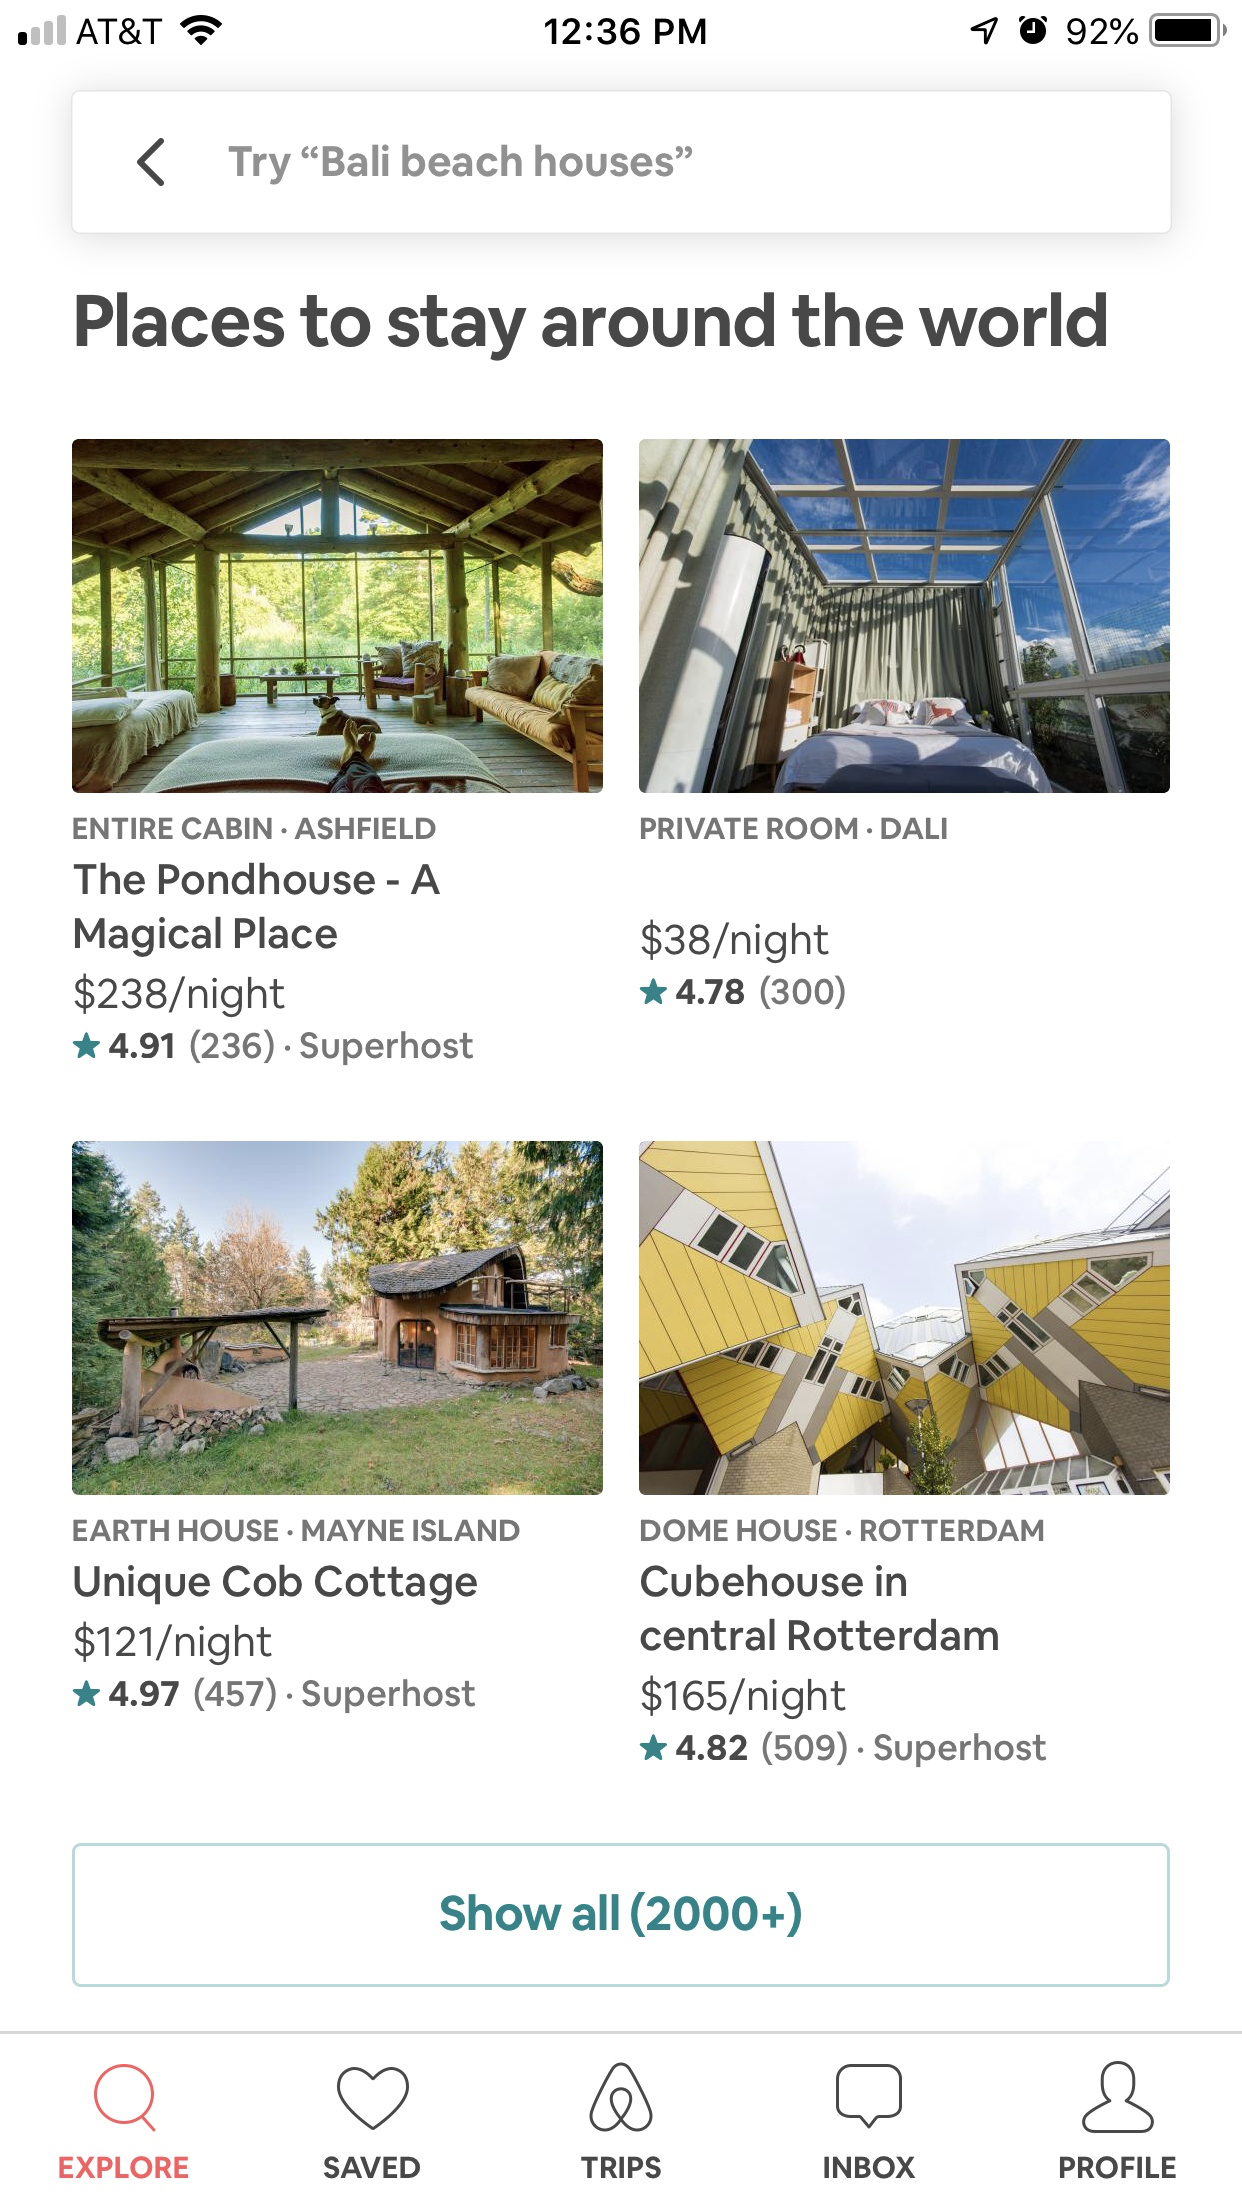 AT&T
12:36 PM
92%
Try “Bali beach houses”
Places to stay around the world
ENTIRE CABIN · ASHFIELD
The Pondhouse - A
Magical Place
$238/night
4.91 (236) · Superhost
PRIVATE ROOM · DALI
$38/night
4.78 (300)
EARTH HOUSE · MAYNE ISLAND
Unique Cob Cottage
$121/night
4.97 (457) · Superhost
DOME HOUSE · ROTTERDAM
Cubehouse in
central Rotterdam
$165/night
4.82 (509) · Superhost
Show all (2000+)
EXPLORE
SAVED
TRIPS
INBOX
PROFILE